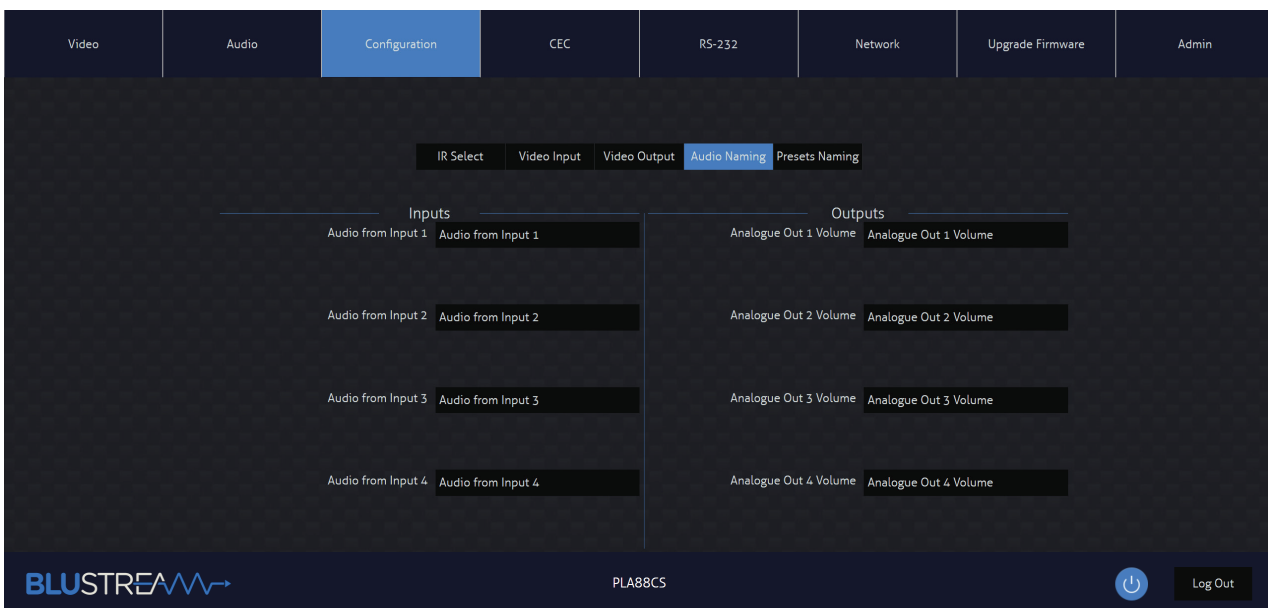 Video Audio Configuration CEC RS-232 Network Upgrade Firmware Admin
IR Select Video Input Video Output Audio Naming Presets Naming
Inputs Outputs
Audio from Input 1 Audio from Input 1 Analogue Out 1 Volume Analogue Out 1 Volume
Audio from Input 2 Audio from Input 2 Analogue Out 2 Volume Analogue Out 2 Volume
Audio from Input 3 Audio from Input 3 Analogue Out 3 Volume Analogue Out 3 Volume
Audio from Input 4 Audio from Input 4 Analogue Out 4 Volume Analogue Out 4 Volume
BLUSTREAM PLA88CS Log Out